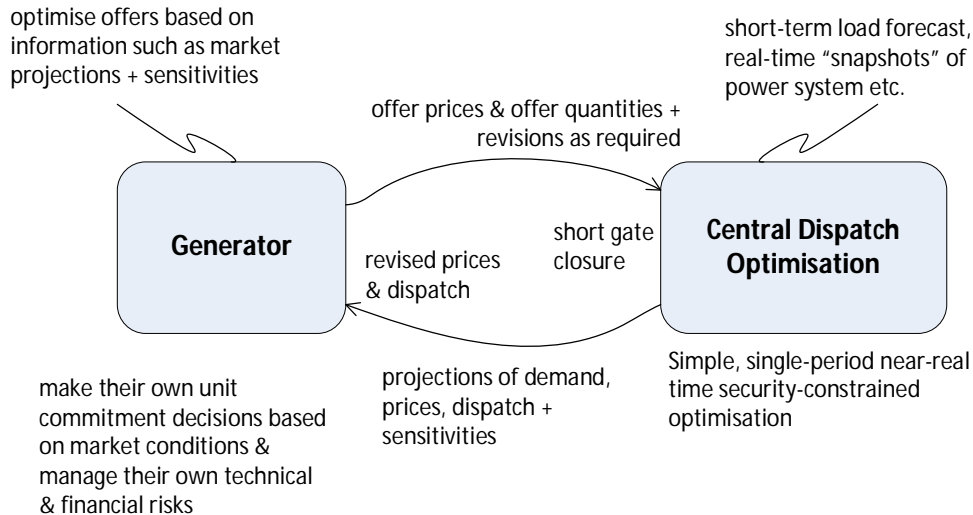 optimise offers based on
information such as market
projections + sensitivities
short-term load forecast,
real-time “snapshots” of
power system etc.
offer prices & offer quantities +
revisions as required
Generator
short gate
closure
Central Dispatch
Optimisation
revised prices
& dispatch
projections of demand,
prices, dispatch +
sensitivities
Simple, single-period near-real
time security-constrained
optimisation
make their own unit
commitment decisions based
on market conditions &
manage their own technical
& financial risks